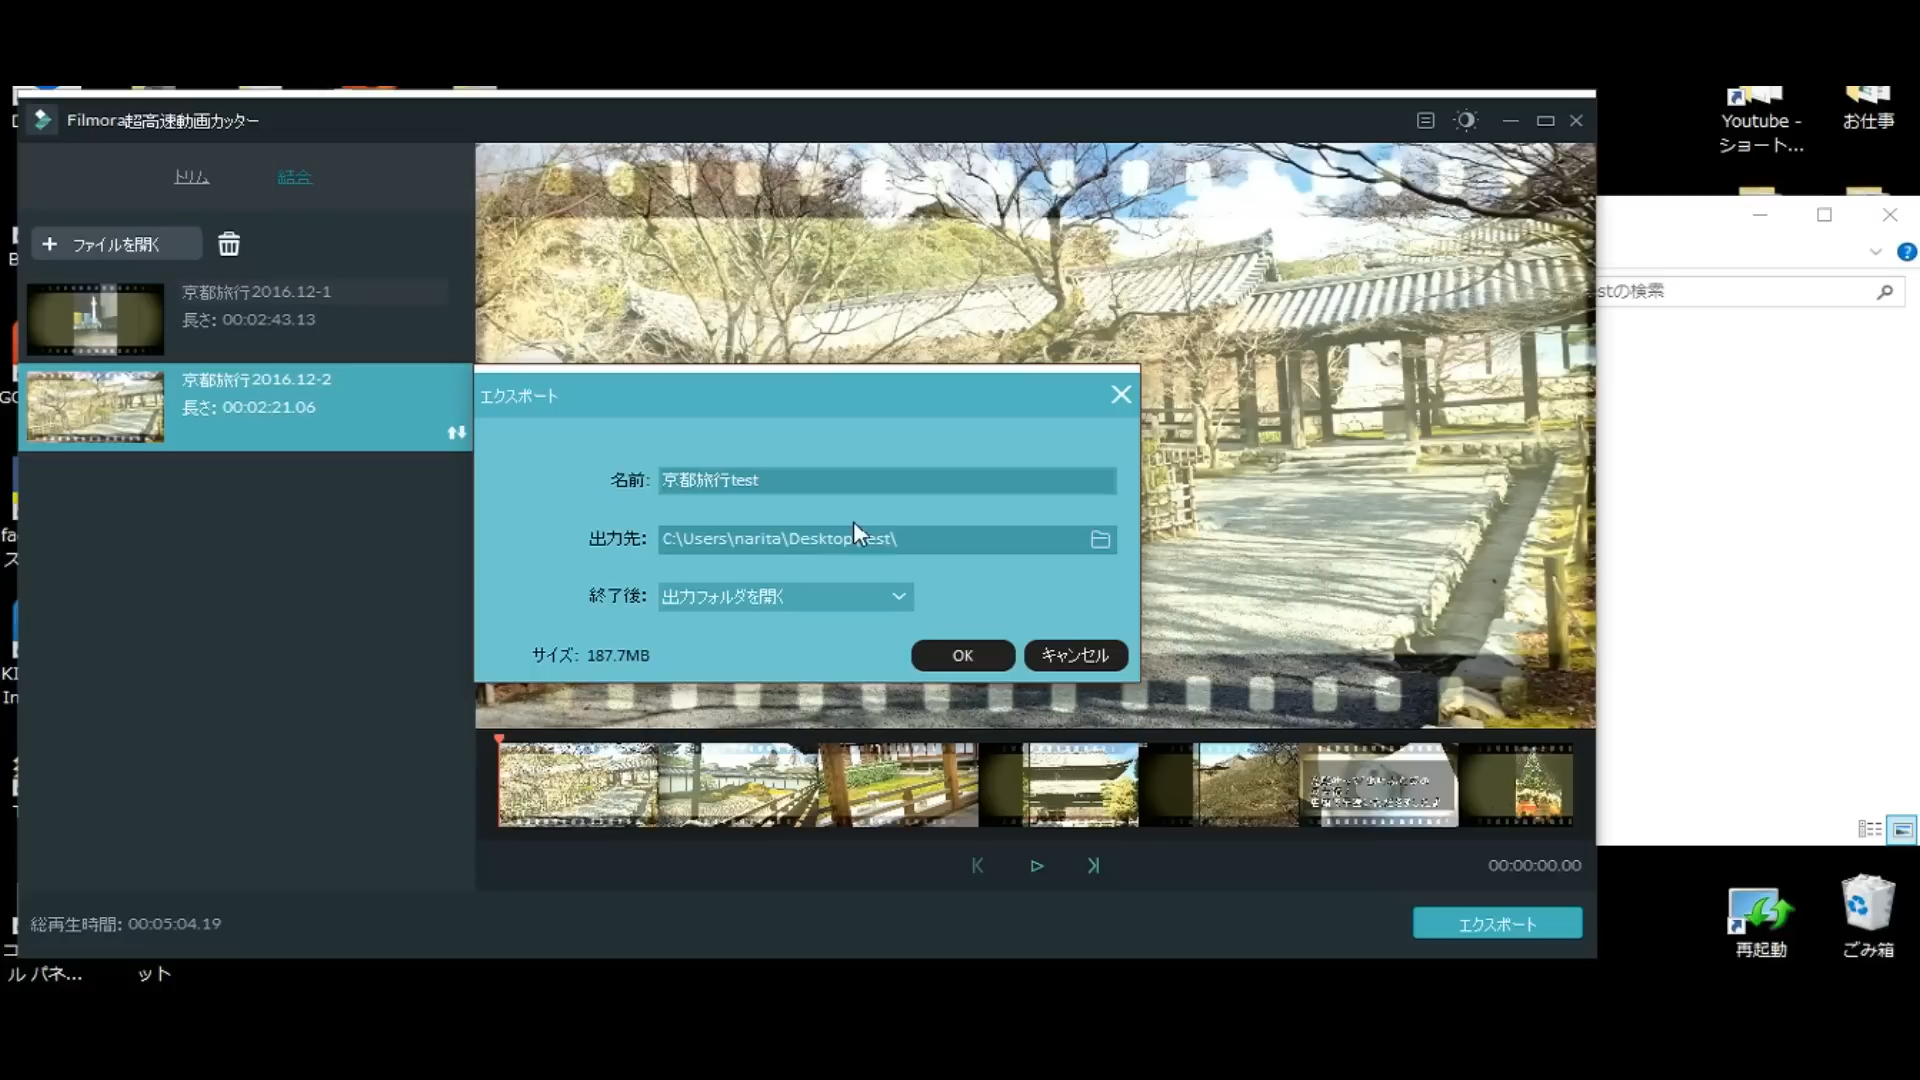 Filmora超高速動画カッター
トリム
結合
+ ファイルを開く
京都旅行2016.12-1
長さ: 00:02:43.13
京都旅行2016.12-2
長さ: 00:02:21.06
エクスポート
名前: 京都旅行test
出力先: C:\Users\narita\Desktop\test\
終了後: 出力フォルダを開く
サイズ: 187.7MB
OK
キャンセル
00:00:00.00
総再生時間: 00:05:04.19
エクスポート
Youtube -
ショート...
お仕事
stの検索
再起動
ごみ箱
ル パネ...
ット